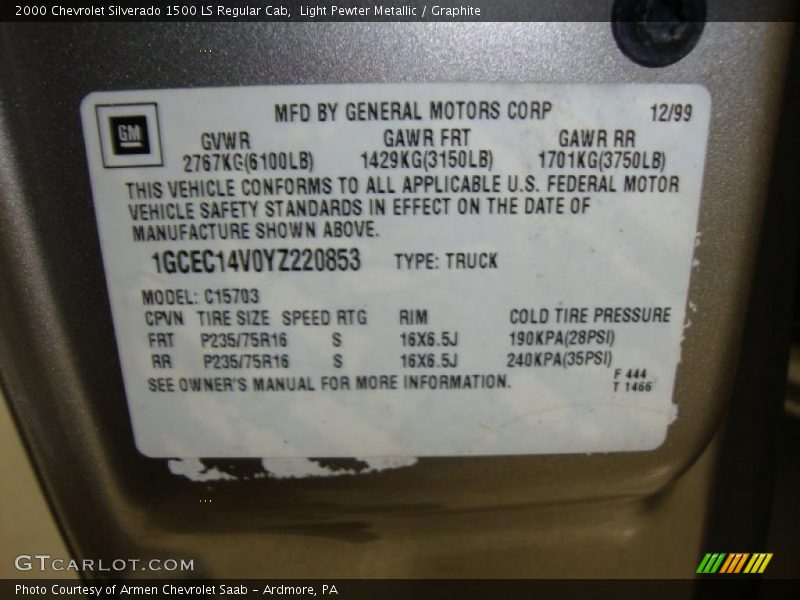 2000 Chevrolet Silverado 1500 LS Regular Cab,  Light Pewter Metallic / Graphite
MFD BY GENERAL MOTORS CORP 12/99
GM
GVWR GAWR FRT GAWR RR
2767KG(6100LB) 1429KG(3150LB) 1701KG(3750LB)
THIS VEHICLE CONFORMS TO ALL APPLICABLE U.S. FEDERAL MOTOR
VEHICLE SAFETY STANDARDS IN EFFECT ON THE DATE OF
MANUFACTURE SHOWN ABOVE.
1GCEC14V0YZ220853 TYPE: TRUCK
MODEL: C15703
CPVN TIRE SIZE SPEED RTG RIM COLD TIRE PRESSURE
FRT P235/75R16 S 16X6.5J 190KPA(28PSI)
RR P235/75R16 S 16X6.5J 240KPA(35PSI)
SEE OWNER'S MANUAL FOR MORE INFORMATION.
F 444
T 1466
GTCARLOT.COM
Photo Courtesy of Armen Chevrolet Saab - Ardmore, PA